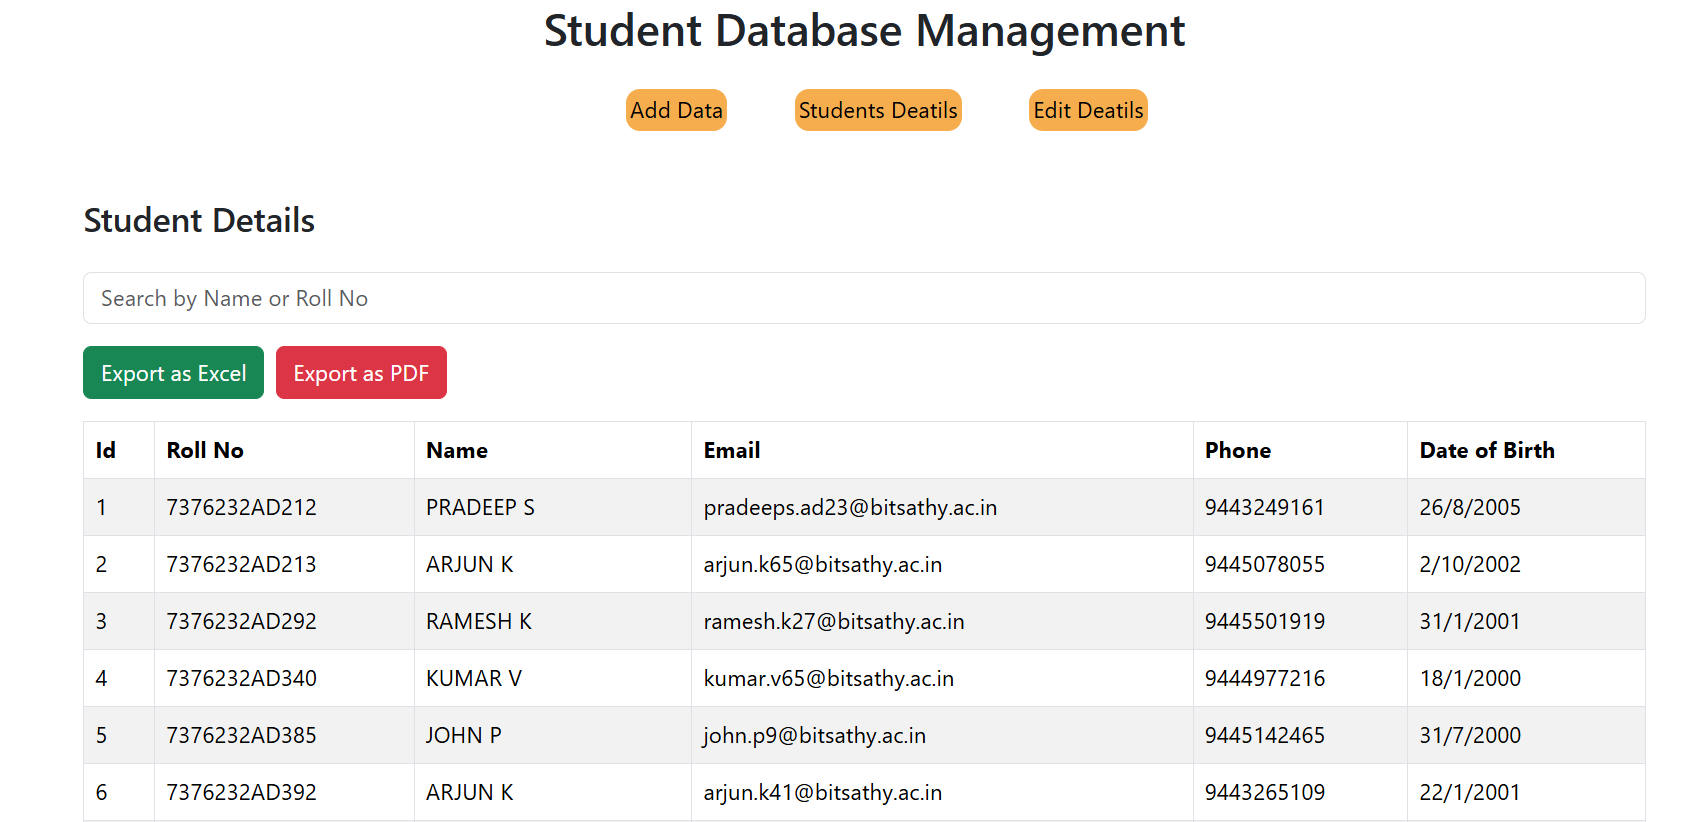 Student Database Management
Add Data Students Deatils Edit Deatils
Student Details
Search by Name or Roll No
Export as Excel Export as PDF
Id Roll No Name Email Phone Date of Birth
1 7376232AD212 PRADEEP S pradeeps.ad23@bitsathy.ac.in 9443249161 26/8/2005
2 7376232AD213 ARJUN K arjun.k65@bitsathy.ac.in 9445078055 2/10/2002
3 7376232AD292 RAMESH K ramesh.k27@bitsathy.ac.in 9445501919 31/1/2001
4 7376232AD340 KUMAR V kumar.v65@bitsathy.ac.in 9444977216 18/1/2000
5 7376232AD385 JOHN P john.p9@bitsathy.ac.in 9445142465 31/7/2000
6 7376232AD392 ARJUN K arjun.k41@bitsathy.ac.in 9443265109 22/1/2001